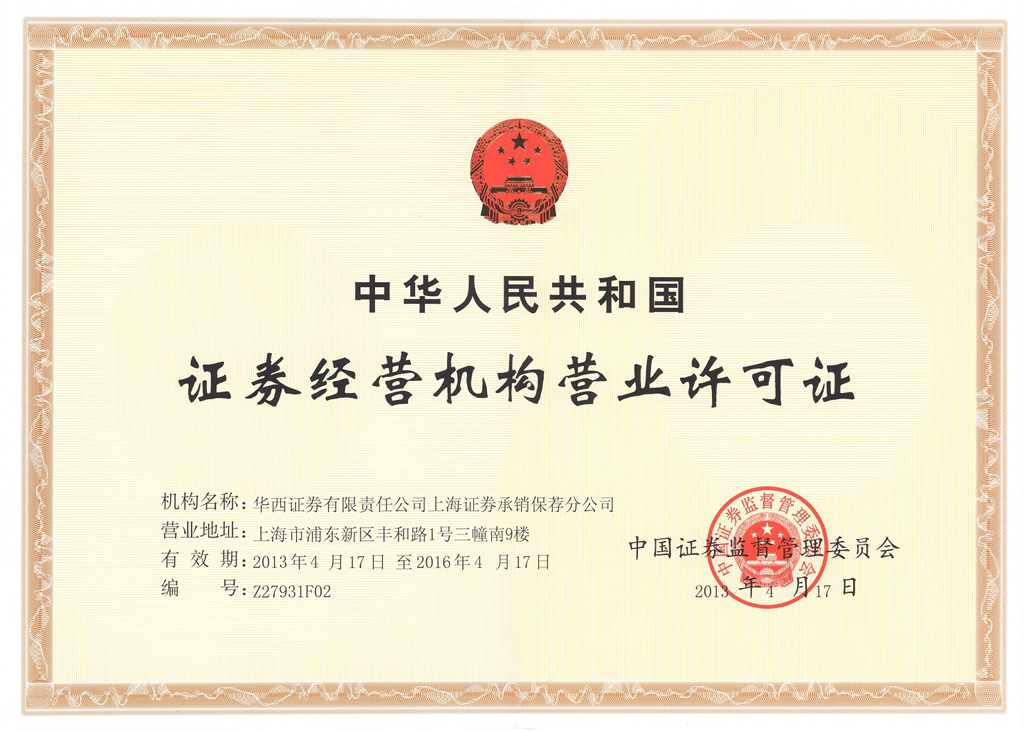 中华人民共和国
证券经营机构营业许可证
机构名称：华西证券有限责任公司上海证券承销保荐分公司
营业地址：上海市浦东新区丰和路1号三幢南9楼
有 效 期：2013年4 月17日 至2016年4 月17日
编 号：Z27931F02
中国证券监督管理委员会
中国证券监督管理委员会
2013 年 4 月 17 日